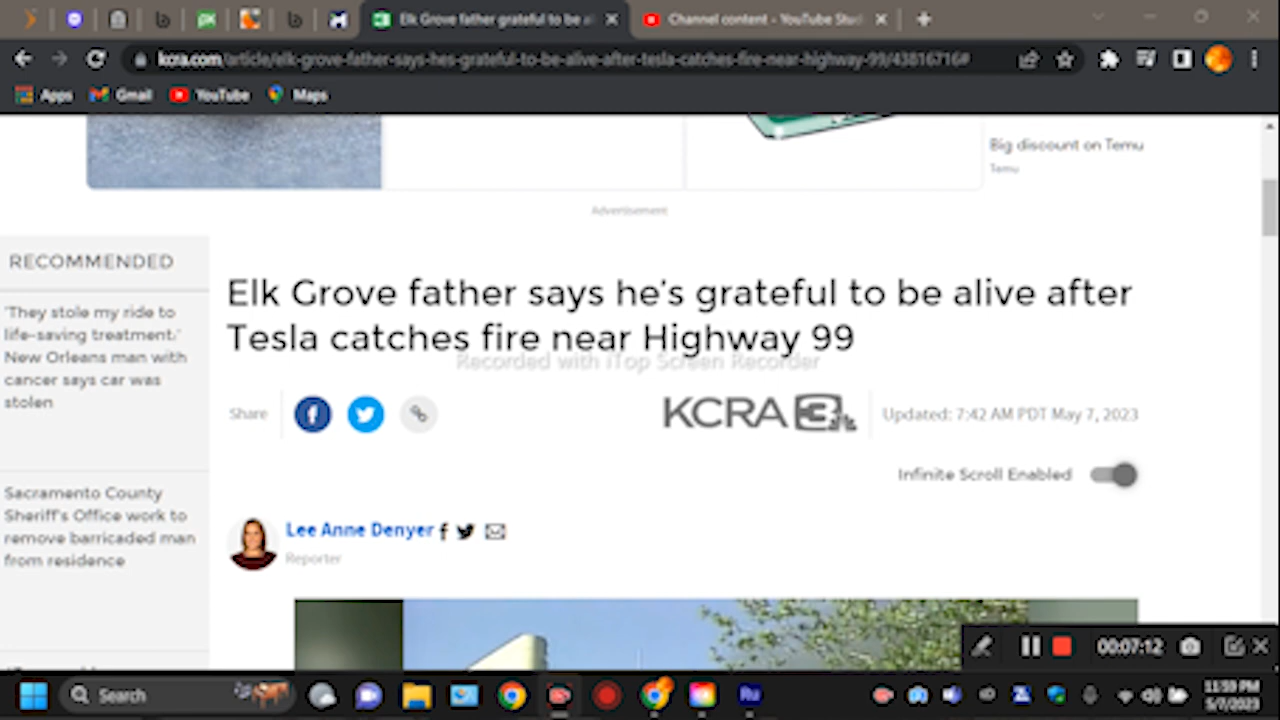 Elk Grove father grateful to be a
Channel content - YouTube Stud
kcra.com/article/elk-grove-father-says-hes-grateful-to-be-alive-after-tesla-catches-fire-near-highway-99/43816716#
Apps
Gmail
YouTube
Maps
Big discount on Temu
Temu
Advertisement
RECOMMENDED
'They stole my ride to
life-saving treatment.'
New Orleans man with
cancer says car was
stolen
Sacramento County
Sheriff's Office work to
remove barricaded man
from residence
Elk Grove father says he's grateful to be alive after
Tesla catches fire near Highway 99
Recorded with iTop Screen Recorder
Share
KCRA 3
Updated: 7:42 AM PDT May 7, 2023
Infinite Scroll Enabled
Lee Anne Denyer
Reporter
00:07:12
Search
Ru
11:59 PM
5/7/2023